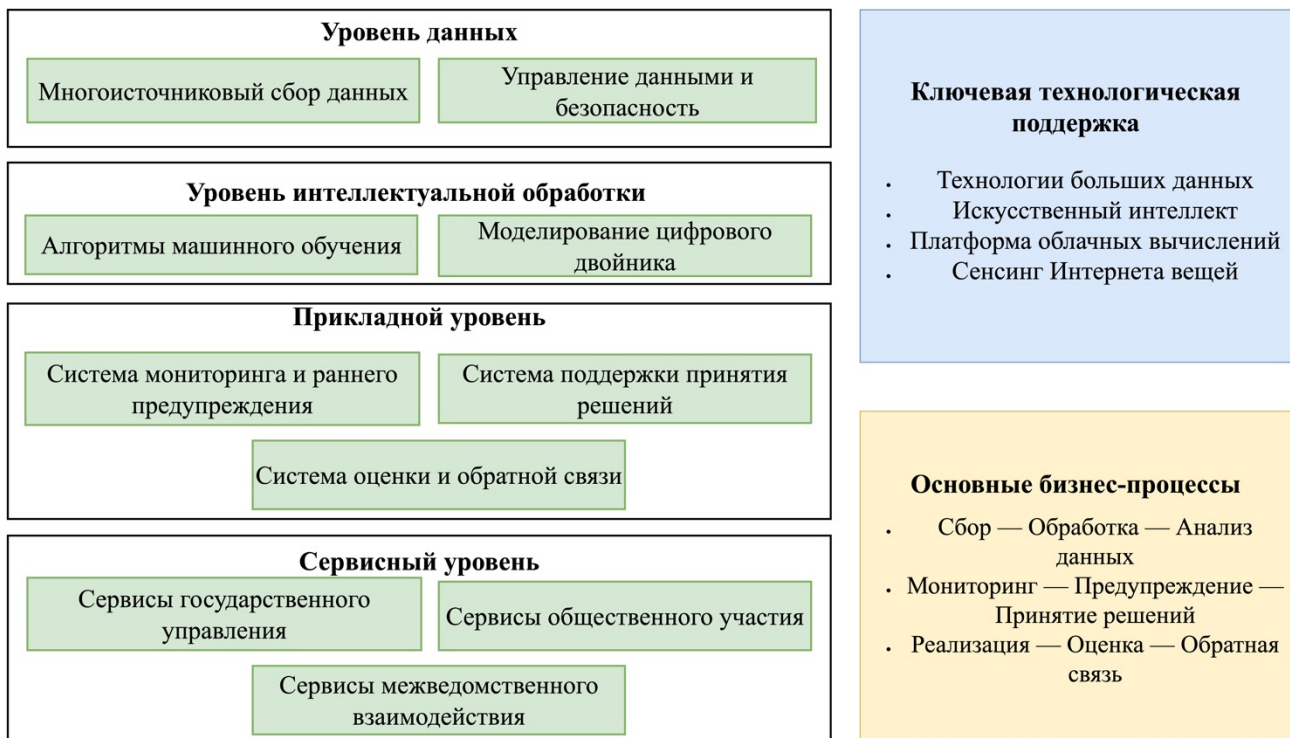 Уровень данных
Многоисточниковый сбор данных
Управление данными и
безопасность
Уровень интеллектуальной обработки
Алгоритмы машинного обучения
Моделирование цифрового
двойника
Прикладной уровень
Система мониторинга и раннего
предупреждения
Система поддержки принятия
решений
Система оценки и обратной связи
Сервисный уровень
Сервисы государственного
управления
Сервисы общественного участия
Сервисы межведомственного
взаимодействия
Ключевая технологическая
поддержка
• Технологии больших данных
• Искусственный интеллект
• Платформа облачных вычислений
• Сенсинг Интернета вещей
Основные бизнес-процессы
• Сбор — Обработка — Анализ
данных
• Мониторинг — Предупреждение —
Принятие решений
• Реализация — Оценка — Обратная
связь